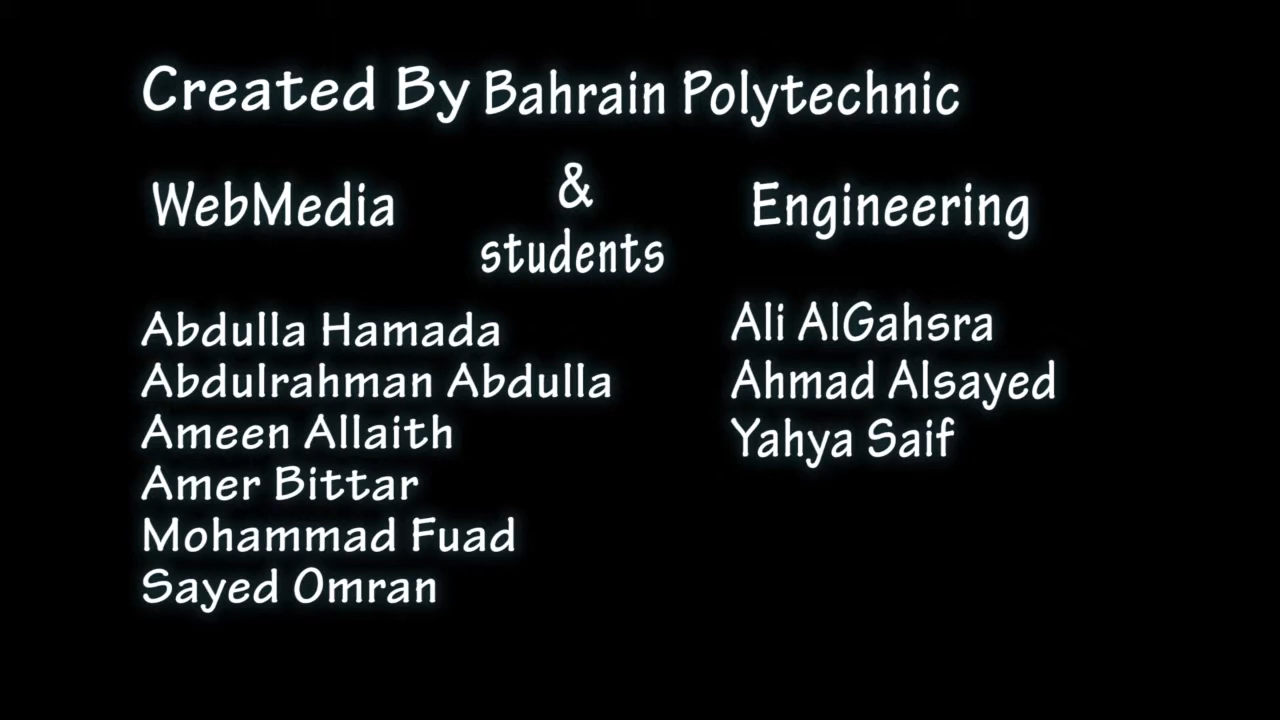 Created By Bahrain Polytechnic
WebMedia & Engineering
students
Abdulla Hamada
Abdulrahman Abdulla
Ameen Allaith
Amer Bittar
Mohammad Fuad
Sayed Omran
Ali AlGahsra
Ahmad Alsayed
Yahya Saif